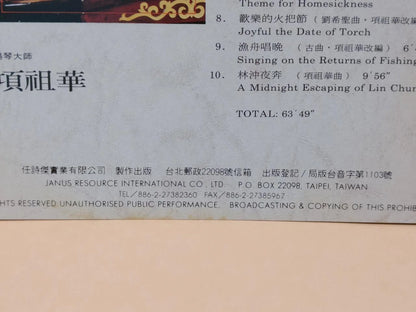 Theme for Homesickness
8. 歡樂的火把節 (劉希聖曲·項祖華改編)
Joyful the Date of Torch
9. 漁舟唱晚 (古曲·項祖華改編) 6'
Singing on the Returns of Fishing
10. 林沖夜奔 (項祖華曲) 9'56"
A Midnight Escaping of Lin Chun
TOTAL: 63'49"
琴大師
項祖華
任詩傑實業有限公司 製作出版 台北郵政22098號信箱 出版登記/局版台音字第1103號
JANUS RESOURCE INTERNATIONAL CO., LTD. P.O. BOX 22098, TAIPEI, TAIWAN
TEL/886-2-27382360 FAX/886-2-27385967
HTS RESERVED. UNAUTHORISED PUBLIC PERFORMANCE, BROADCASTING & COPYING OF THIS PROHIB